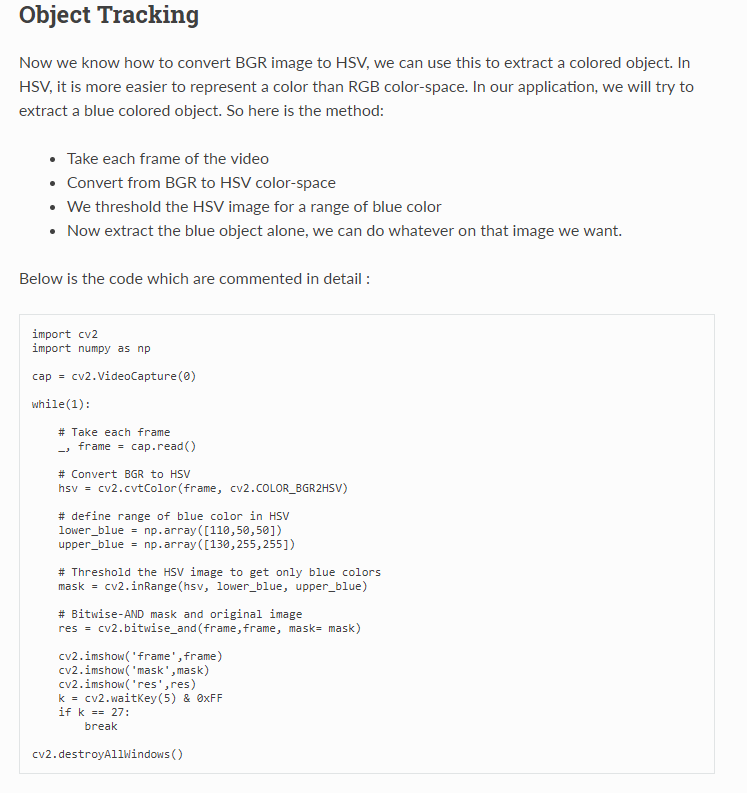 Object Tracking
Now we know how to convert BGR image to HSV, we can use this to extract a colored object. In
HSV, it is more easier to represent a color than RGB color-space. In our application, we will try to
extract a blue colored object. So here is the method:
• Take each frame of the video
• Convert from BGR to HSV color-space
• We threshold the HSV image for a range of blue color
• Now extract the blue object alone, we can do whatever on that image we want.
Below is the code which are commented in detail :
import cv2
import numpy as np
cap = cv2.VideoCapture(0)
while(1):
    # Take each frame
    _, frame = cap.read()
    # Convert BGR to HSV
    hsv = cv2.cvtColor(frame, cv2.COLOR_BGR2HSV)
    # define range of blue color in HSV
    lower_blue = np.array([110,50,50])
    upper_blue = np.array([130,255,255])
    # Threshold the HSV image to get only blue colors
    mask = cv2.inRange(hsv, lower_blue, upper_blue)
    # Bitwise-AND mask and original image
    res = cv2.bitwise_and(frame,frame, mask= mask)
    cv2.imshow('frame',frame)
    cv2.imshow('mask',mask)
    cv2.imshow('res',res)
    k = cv2.waitKey(5) & 0xFF
    if k == 27:
        break
cv2.destroyAllWindows()